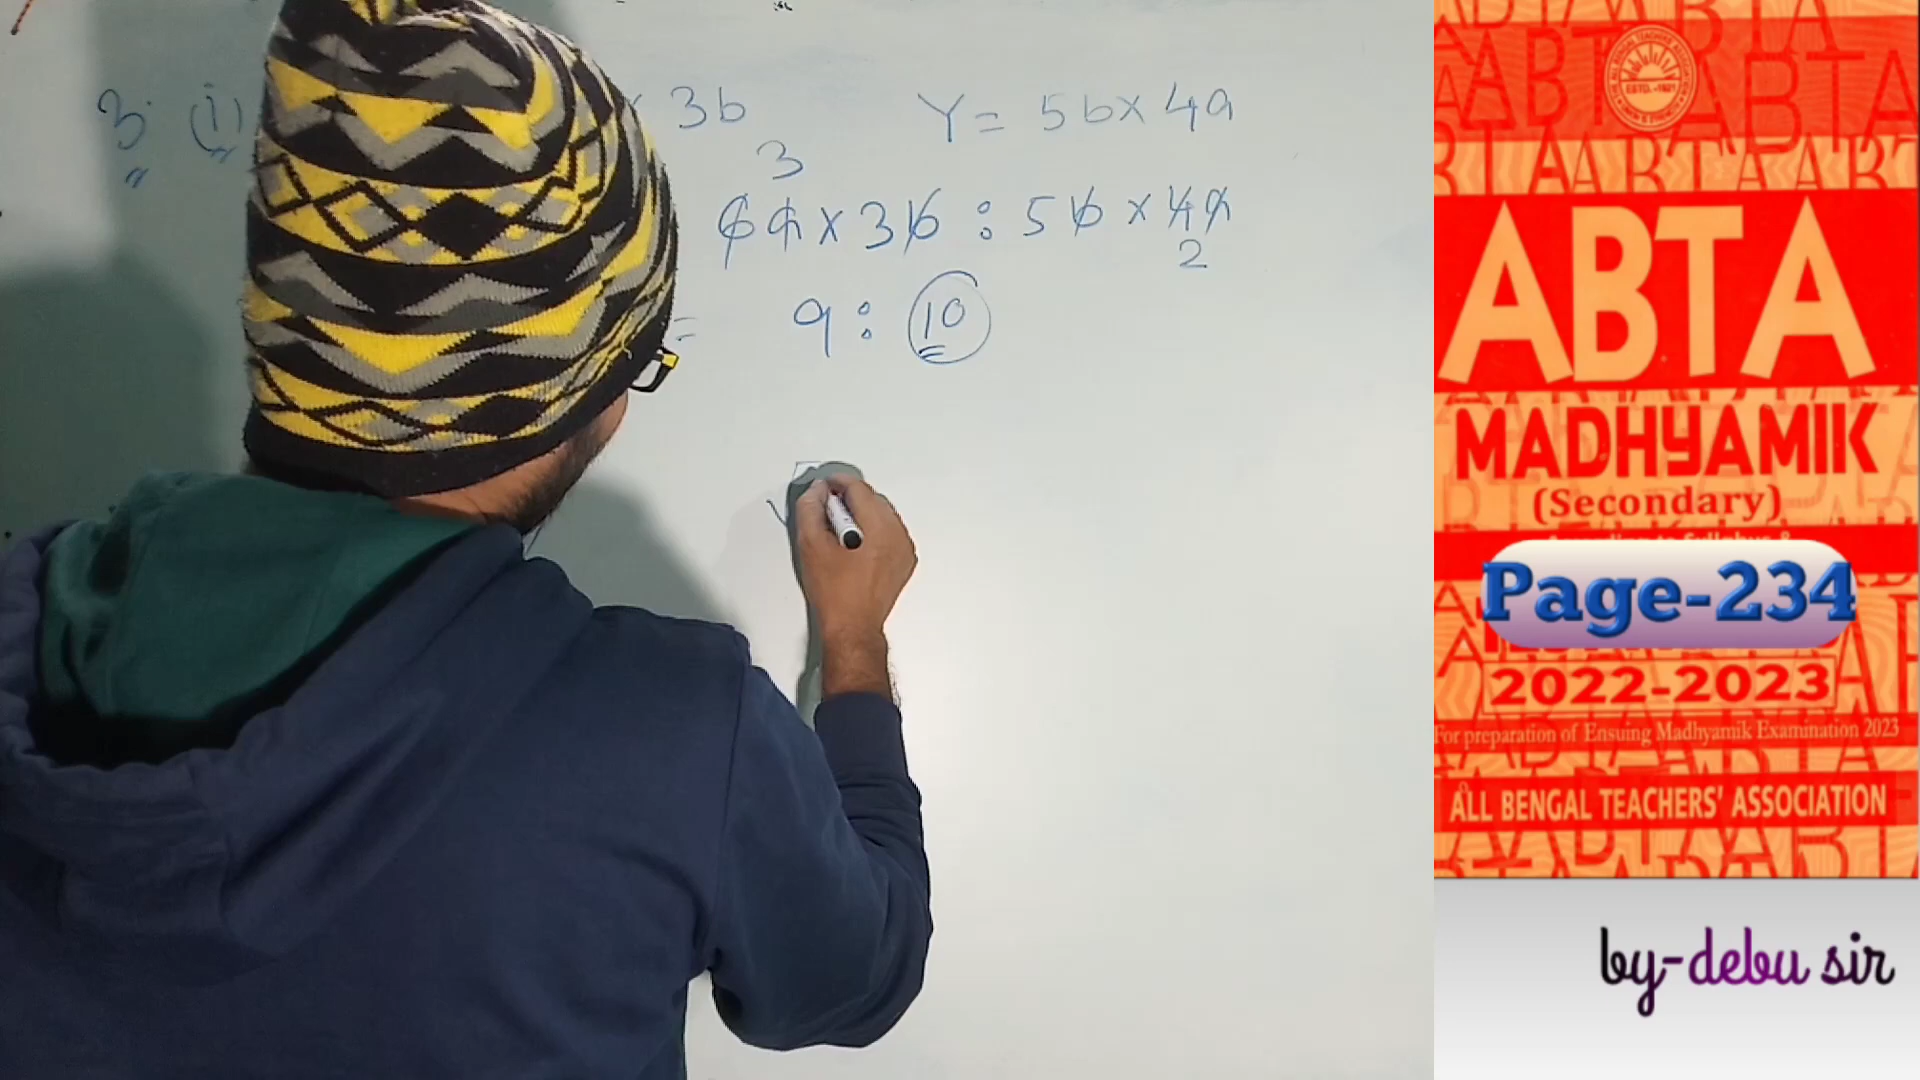 3. (i) × 3b Y = 5b × 4a
3
6a × 3b : 5b × 4a
2
= 9 : 10
ABTA
MADHYAMIK
(Secondary)
Page-234
2022-2023
For preparation of Ensuing Madhyamik Examination 2023
ALL BENGAL TEACHERS' ASSOCIATION
by-debu sir